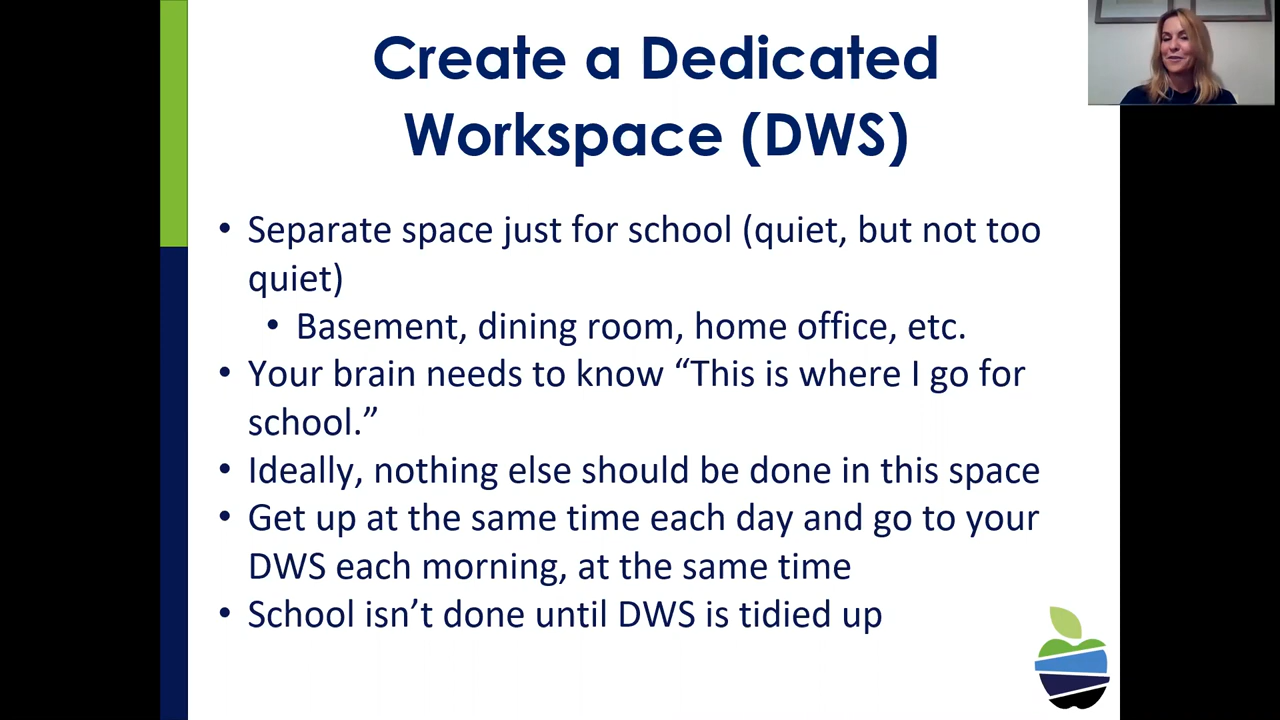 Create a Dedicated
Workspace (DWS)
• Separate space just for school (quiet, but not too
quiet)
• Basement, dining room, home office, etc.
• Your brain needs to know “This is where I go for
school.”
• Ideally, nothing else should be done in this space
• Get up at the same time each day and go to your
DWS each morning, at the same time
• School isn’t done until DWS is tidied up